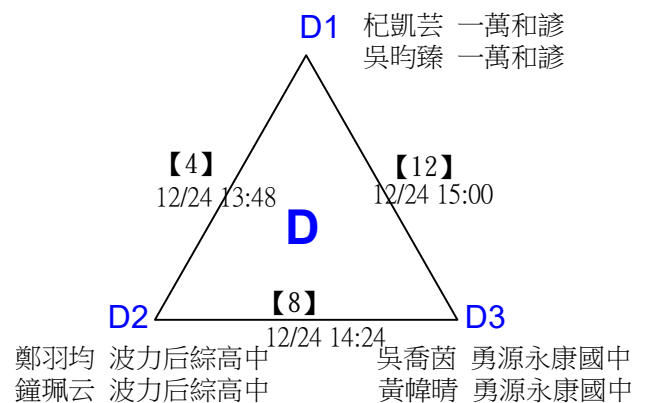 D1 杞凱芸 一萬和諺
吳昀臻 一萬和諺
【4】
12/24 13:48
【12】
12/24 15:00
D
【8】
12/24 14:24
D2
D3
鄭羽均 波力后綜高中
鐘珮云 波力后綜高中
吳喬茵 勇源永康國中
黃幃晴 勇源永康國中